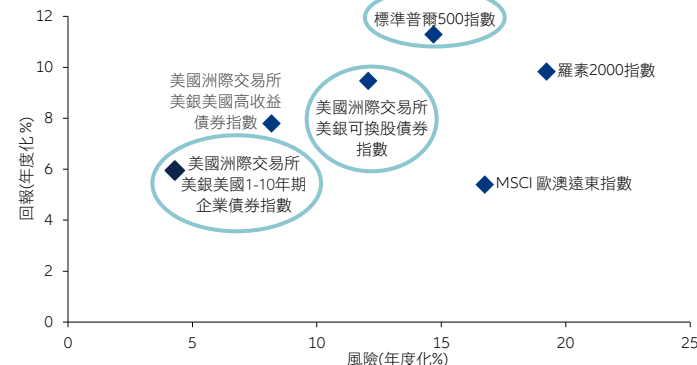 12
標準普爾500指數
10
羅素2000指數
美國洲際交易所
美銀美國高收益
債券指數
美國洲際交易所
美銀可換股債券
指數
8
美國洲際交易所
美銀美國1-10年期
企業債券指數
6
MSCI 歐澳遠東指數
4
2
0
回報(年度化 %)
0
5
10
15
20
25
風險(年度化%)